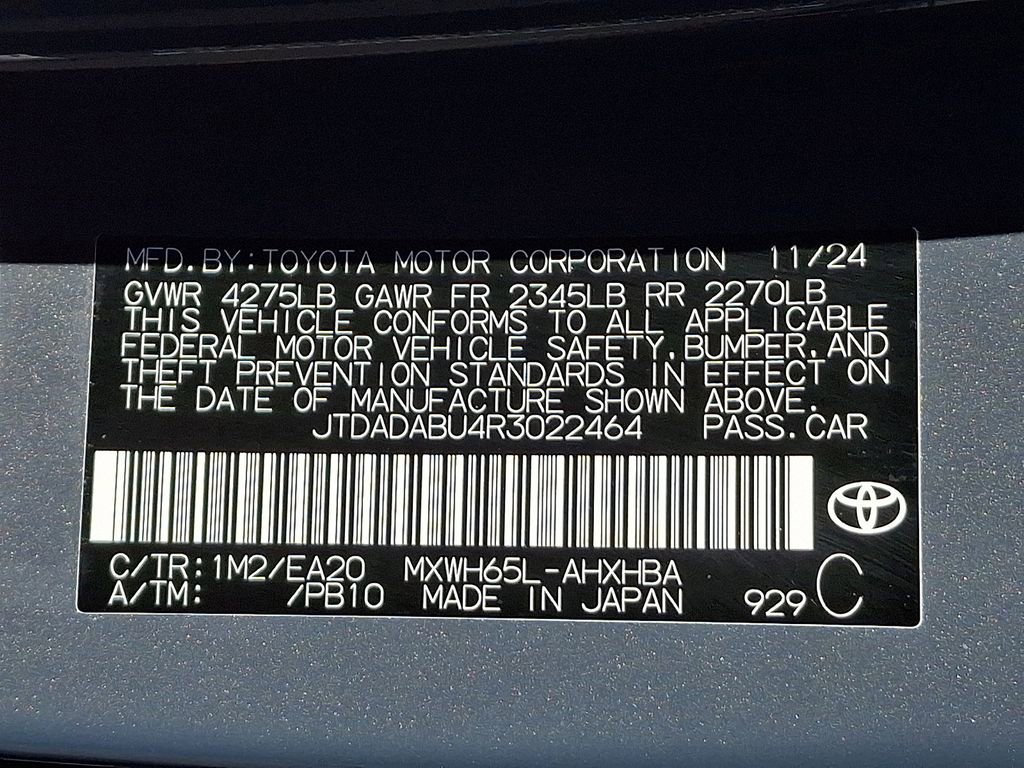 MFD. BY: TOYOTA MOTOR CORPORATION 11/24
GVWR 4275LB GAWR FR 2345LB RR 2270LB
THIS VEHICLE CONFORMS TO ALL APPLICABLE
FEDERAL MOTOR VEHICLE SAFETY, BUMPER, AND
THEFT PREVENTION STANDARDS IN EFFECT ON
THE DATE OF MANUFACTURE SHOWN ABOVE.
JTDADABU4R3022464 PASS. CAR
C/TR: 1M2/EA20 MXWH65L-AHXHBA
A/TM: /PB10 MADE IN JAPAN 929 C